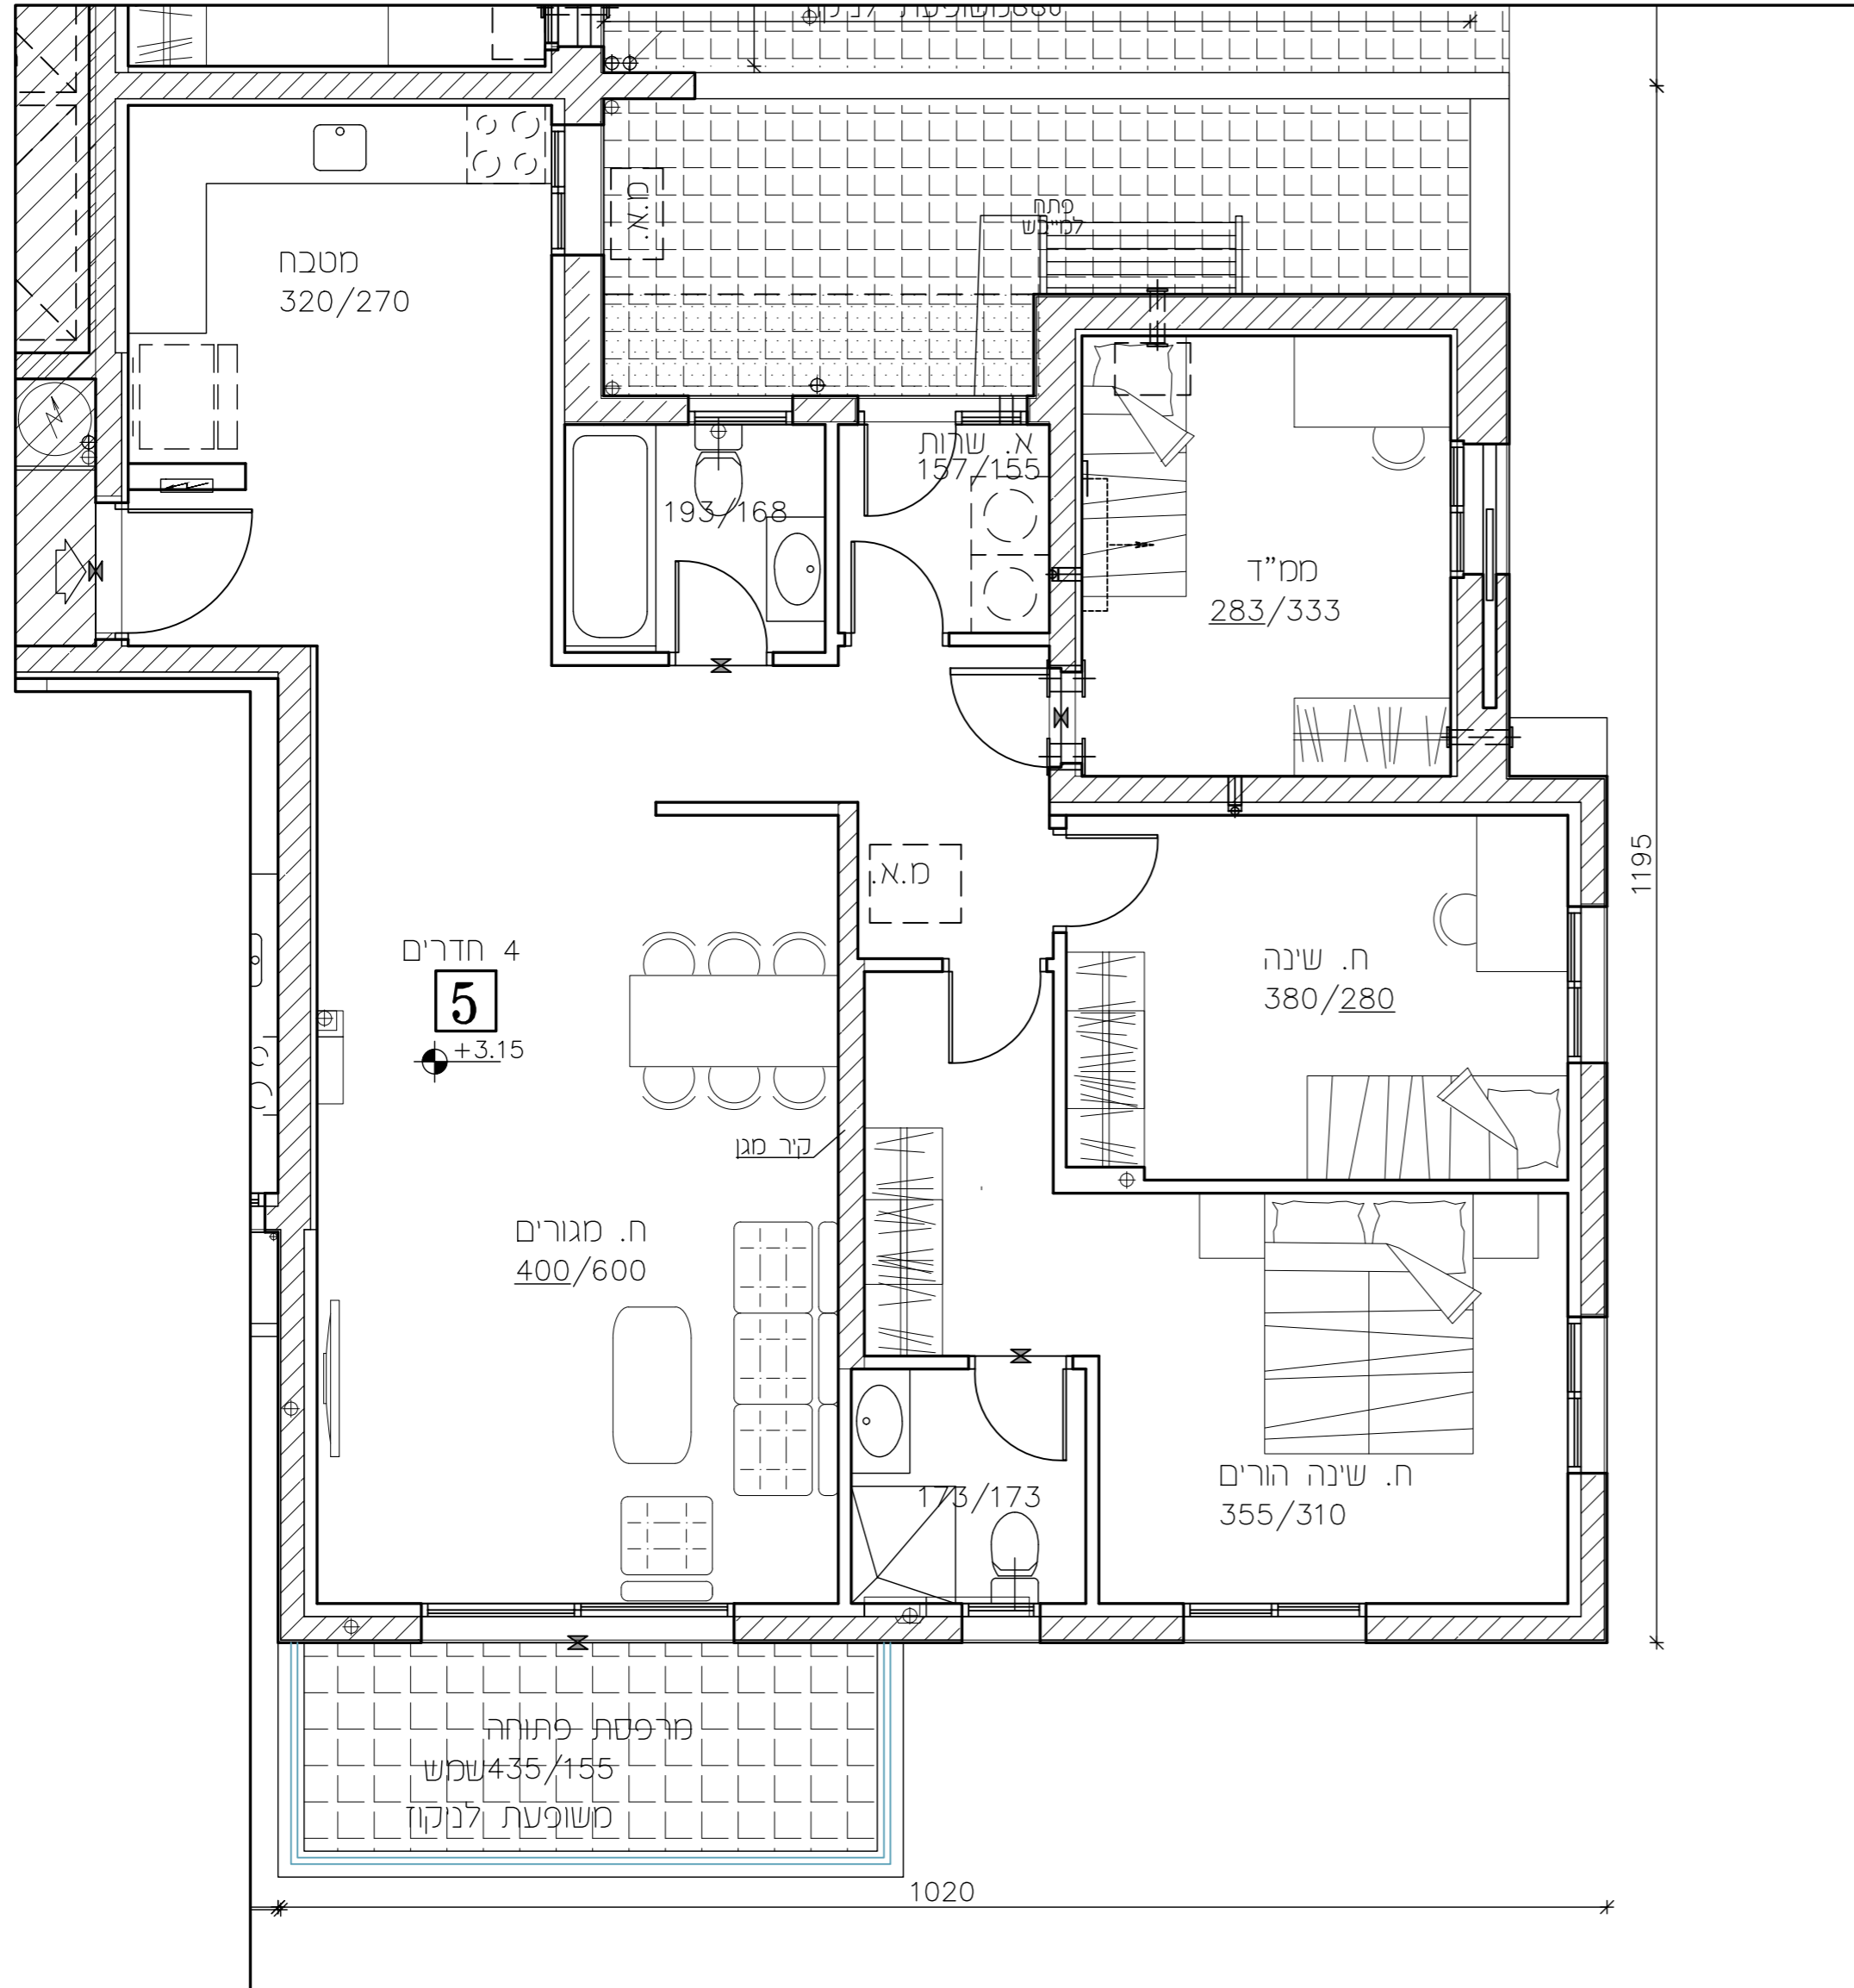 מ.א.
פתח
מטבח
320/270
א. שרות
157/155
193/168
ממ"ד
283/333
מ.א.
1195
4 חדרים
5
+3.15
ח. שינה
380/280
קיר מגן
ח. מגורים
400/600
173/173
ח. שינה הורים
355/310
מרפסת פתוחה
שמש435/155
משופעת לניקוז
1020